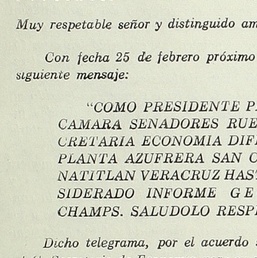 Muy respetable señor y distinguido am
Con fecha 25 de febrero próximo
siguiente mensaje:
"COMO PRESIDENTE P
CAMARA SENADORES RUE
CRETARIA ECONOMIA DIF
PLANTA AZUFRERA SAN C
NATITLAN VERACRUZ HAS
SIDERADO INFORME GE
CHAMPS. SALUDOLO RESP
Dicho telegrama, por el acuerdo